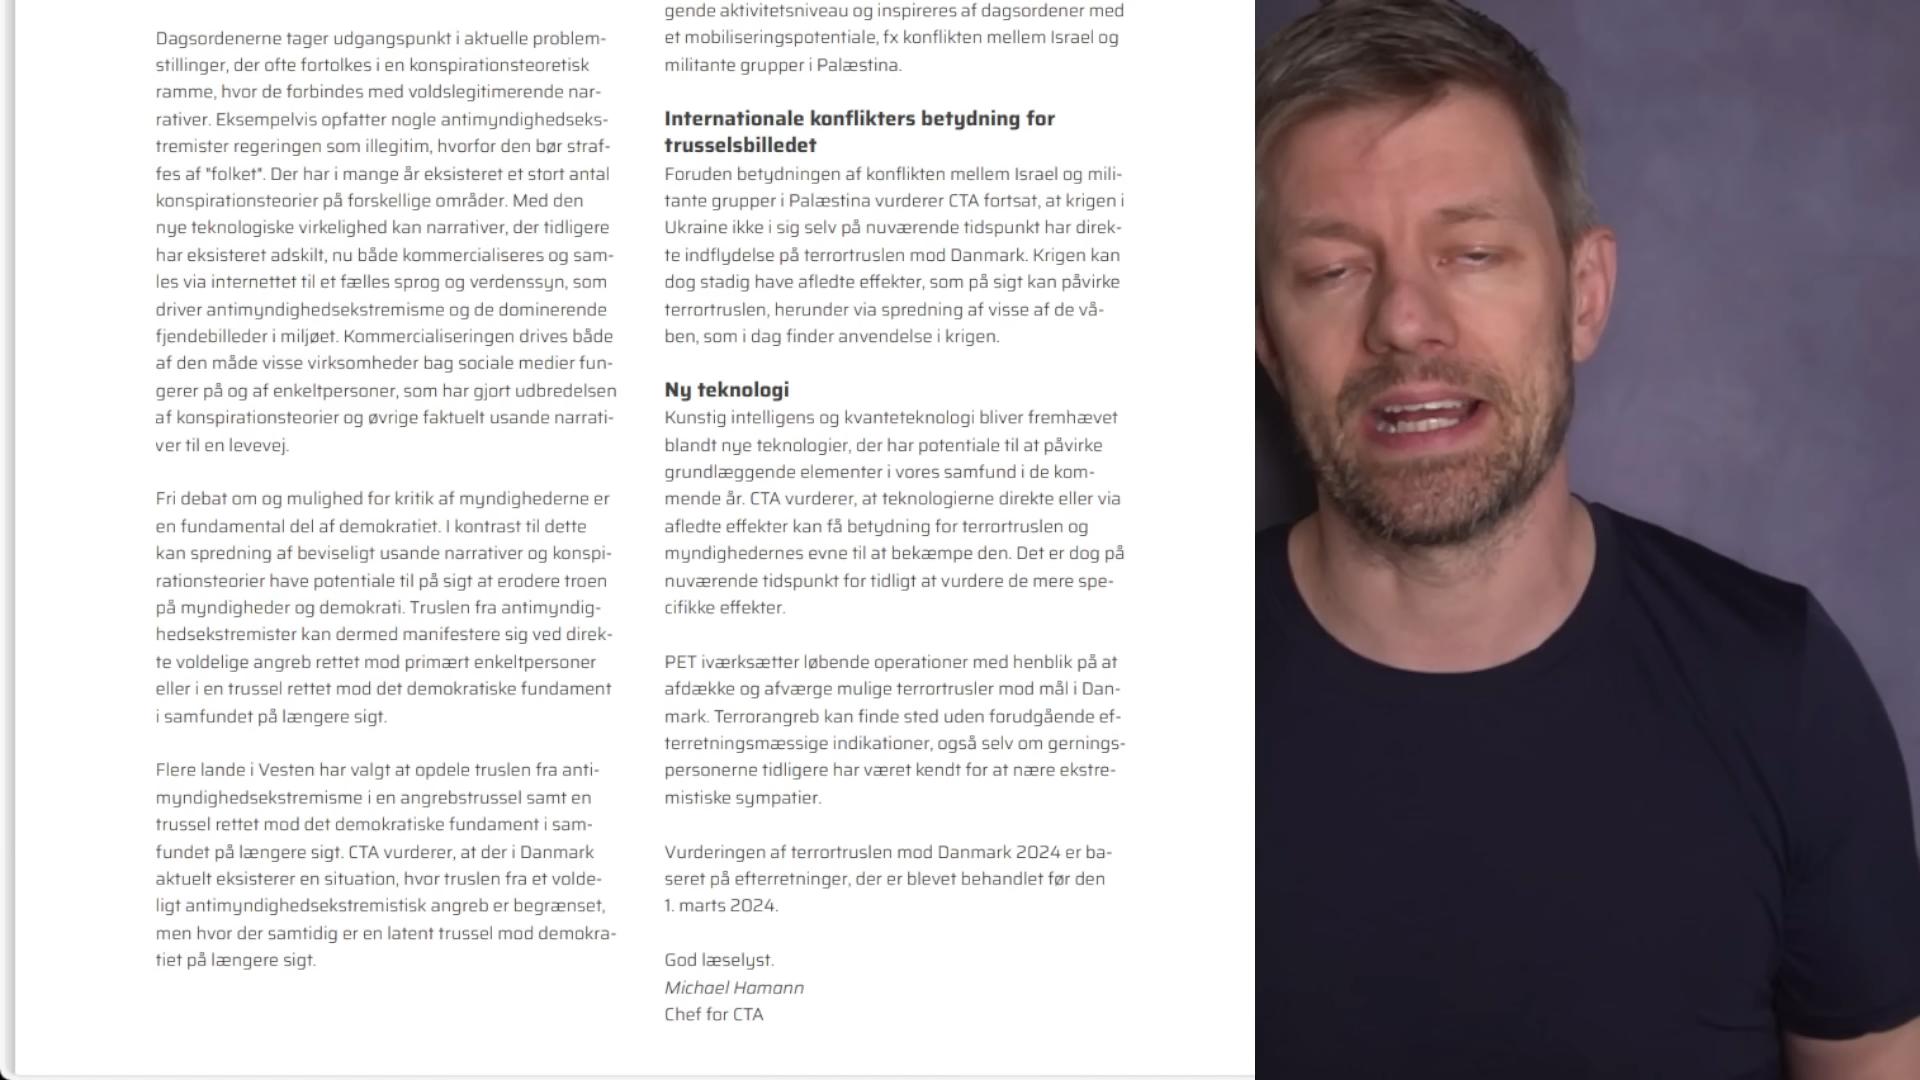 Dagsordenerne tager udgangspunkt i aktuelle problem-
stillinger, der ofte fortolkes i en konspirationsteoretisk
ramme, hvor de forbindes med voldslegitimerende nar-
rativer. Eksempelvis opfatter nogle antimyndighedseks-
tremister regeringen som illegitim, hvorfor den bør straf-
fes af "folket". Der har i mange år eksisteret et stort antal
konspirationsteorier på forskellige områder. Med den
nye teknologiske virkelighed kan narrativer, der tidligere
har eksisteret adskilt, nu både kommercialiseres og sam-
les via internettet til et fælles sprog og verdenssyn, som
driver antimyndighedsekstremisme og de dominerende
fjendebilleder i miljøet. Kommercialiseringen drives både
af den måde visse virksomheder bag sociale medier fun-
gerer på og af enkeltpersoner, som har gjort udbredelsen
af konspirationsteorier og øvrige faktuelt usande narrati-
ver til en levevej.
Fri debat om og mulighed for kritik af myndighederne er
en fundamental del af demokratiet. I kontrast til dette
kan spredning af beviseligt usande narrativer og konspi-
rationsteorier have potentiale til på sigt at erodere troen
på myndigheder og demokrati. Truslen fra antimyndig-
hedsekstremister kan dermed manifestere sig ved direk-
te voldelige angreb rettet mod primært enkeltpersoner
eller i en trussel rettet mod det demokratiske fundament
i samfundet på længere sigt.
Flere lande i Vesten har valgt at opdele truslen fra anti-
myndighedsekstremisme i en angrebstrussel samt en
trussel rettet mod det demokratiske fundament i sam-
fundet på længere sigt. CTA vurderer, at der i Danmark
aktuelt eksisterer en situation, hvor truslen fra et volde-
ligt antimyndighedsekstremistisk angreb er begrænset,
men hvor der samtidig er en latent trussel mod demokra-
tiet på længere sigt.
gende aktivitetsniveau og inspireres af dagsordener med
et mobiliseringspotentiale, fx konflikten mellem Israel og
militante grupper i Palæstina.
Internationale konflikters betydning for
trusselsbilledet
Foruden betydningen af konflikten mellem Israel og mili-
tante grupper i Palæstina vurderer CTA fortsat, at krigen i
Ukraine ikke i sig selv på nuværende tidspunkt har direk-
te indflydelse på terrortruslen mod Danmark. Krigen kan
dog stadig have afledte effekter, som på sigt kan påvirke
terrortruslen, herunder via spredning af visse af de vå-
ben, som i dag finder anvendelse i krigen.
Ny teknologi
Kunstig intelligens og kvanteteknologi bliver fremhævet
blandt nye teknologier, der har potentiale til at påvirke
grundlæggende elementer i vores samfund i de kom-
mende år. CTA vurderer, at teknologierne direkte eller via
afledte effekter kan få betydning for terrortruslen og
myndighedernes evne til at bekæmpe den. Det er dog på
nuværende tidspunkt for tidligt at vurdere de mere spe-
cifikke effekter.
PET iværksætter løbende operationer med henblik på at
afdække og afværge mulige terrortrusler mod mål i Dan-
mark. Terrorangreb kan finde sted uden forudgående ef-
terretningsmæssige indikationer, også selv om gernings-
personerne tidligere har været kendt for at nære ekstre-
mistiske sympatier.
Vurderingen af terrortruslen mod Danmark 2024 er ba-
seret på efterretninger, der er blevet behandlet før den
1. marts 2024.
God læselyst.
Michael Hamann
Chef for CTA